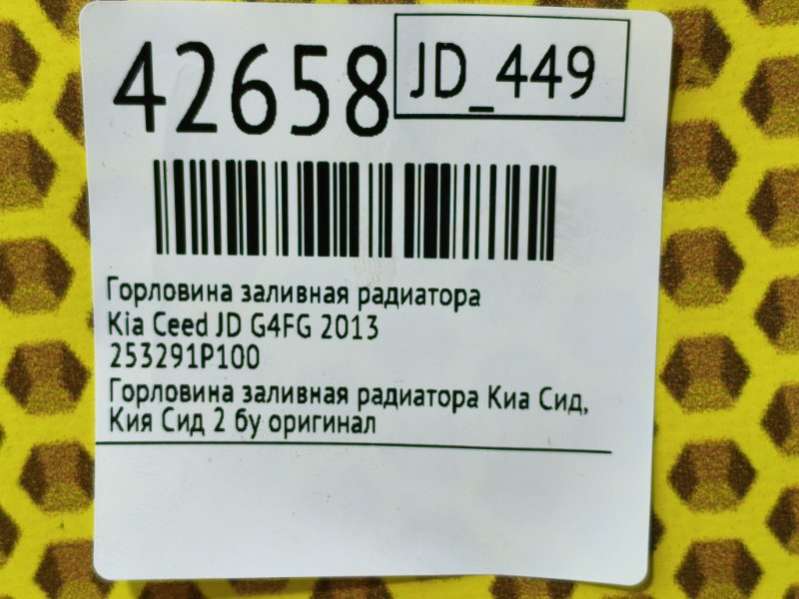 42658
JD_449
Горловина заливная радиатора
Kia Ceed JD G4FG 2013
253291P100
Горловина заливная радиатора Киа Сид,
Кия Сид 2 бу оригинал